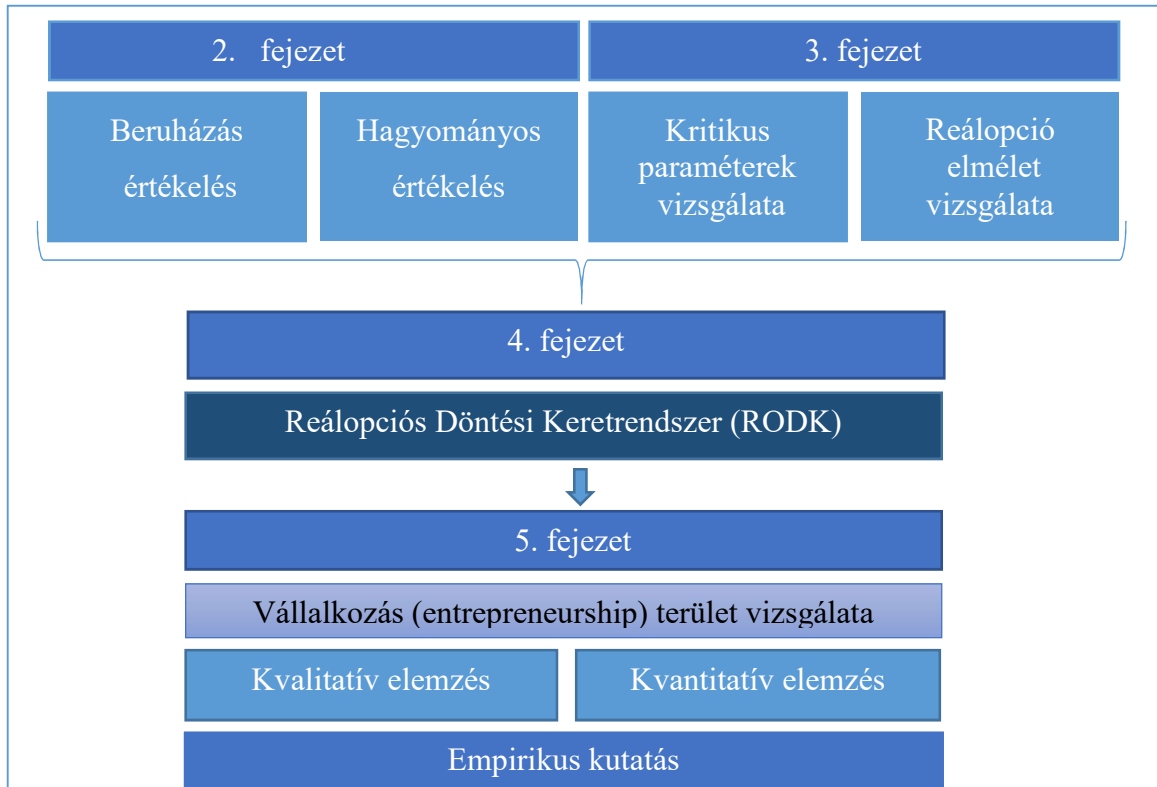 2. fejezet
3. fejezet
Beruházás
értékelés
Hagyományos
értékelés
Kritikus
paraméterek
vizsgálata
Reálopció
elmélet
vizsgálata
4. fejezet
Reálopciós Döntési Keretrendszer (RODK)
5. fejezet
Vállalkozás (entrepreneurship) terület vizsgálata
Kvalitatív elemzés
Kvantitatív elemzés
Empirikus kutatás